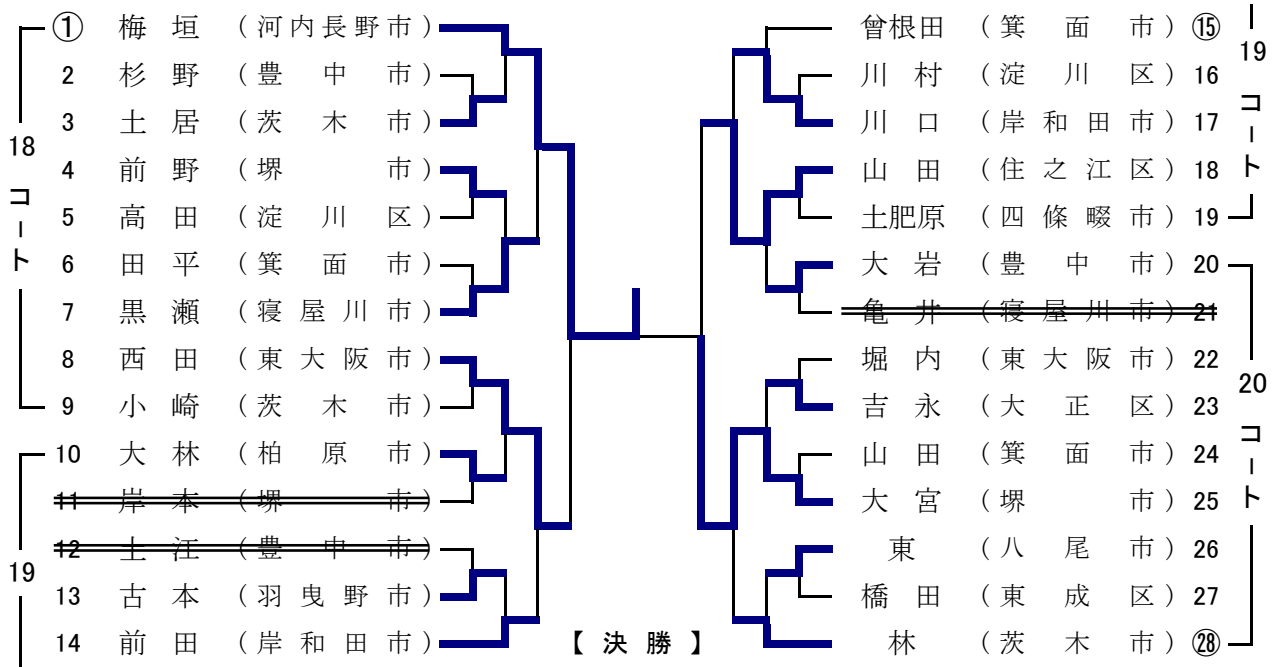 ① 梅垣 (河内長野市)
2 杉野 (豊中市)
3 土居 (茨木市)
4 前野 (堺市)
5 高田 (淀川区)
6 田平 (箕面市)
7 黒瀬 (寝屋川市)
8 西田 (東大阪市)
9 小崎 (茨木市)
10 大林 (柏原市)
11 岸本 (堺市)
12 土江 (豊中市)
13 古本 (羽曳野市)
14 前田 (岸和田市)
18コート
19
【決勝】
曾根田 (箕面市) ⑮
川村 (淀川区) 16
川口 (岸和田市) 17
山田 (住之江区) 18
土肥原 (四條畷市) 19
大岩 (豊中市) 20
亀井 (寝屋川市) 21
堀内 (東大阪市) 22
吉永 (大正区) 23
山田 (箕面市) 24
大宮 (堺市) 25
東 (八尾市) 26
橋田 (東成区) 27
林 (茨木市) ㉘
19コート
20コート